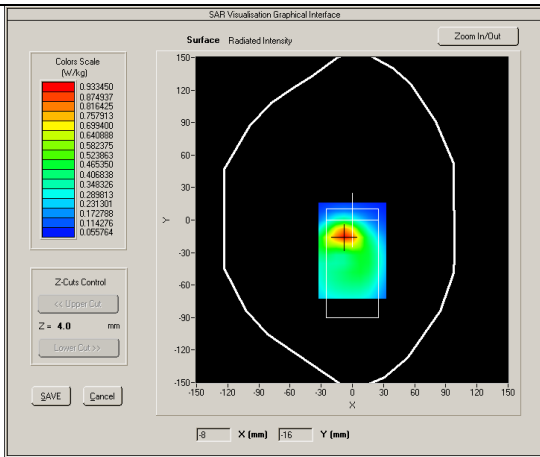 SAR Visualisation Graphical Interface
Surface Radiated Intensity
Zoom In/Out
Colors Scale
(W/kg)
0.933450
0.874937
0.816425
0.757913
0.699400
0.640888
0.582375
0.523863
0.465350
0.406838
0.348326
0.289813
0.231301
0.172788
0.114276
0.055764
Z-Cuts Control
<< Upper Cut
Z = 4.0 mm
Lower Cut >>
SAVE Cancel
150
120
90
60
30
0
-30
-60
-90
-120
-150
Y
-150 -120 -90 -60 -30 0 30 60 90 120 150
X
-8 X (mm) -16 Y (mm)